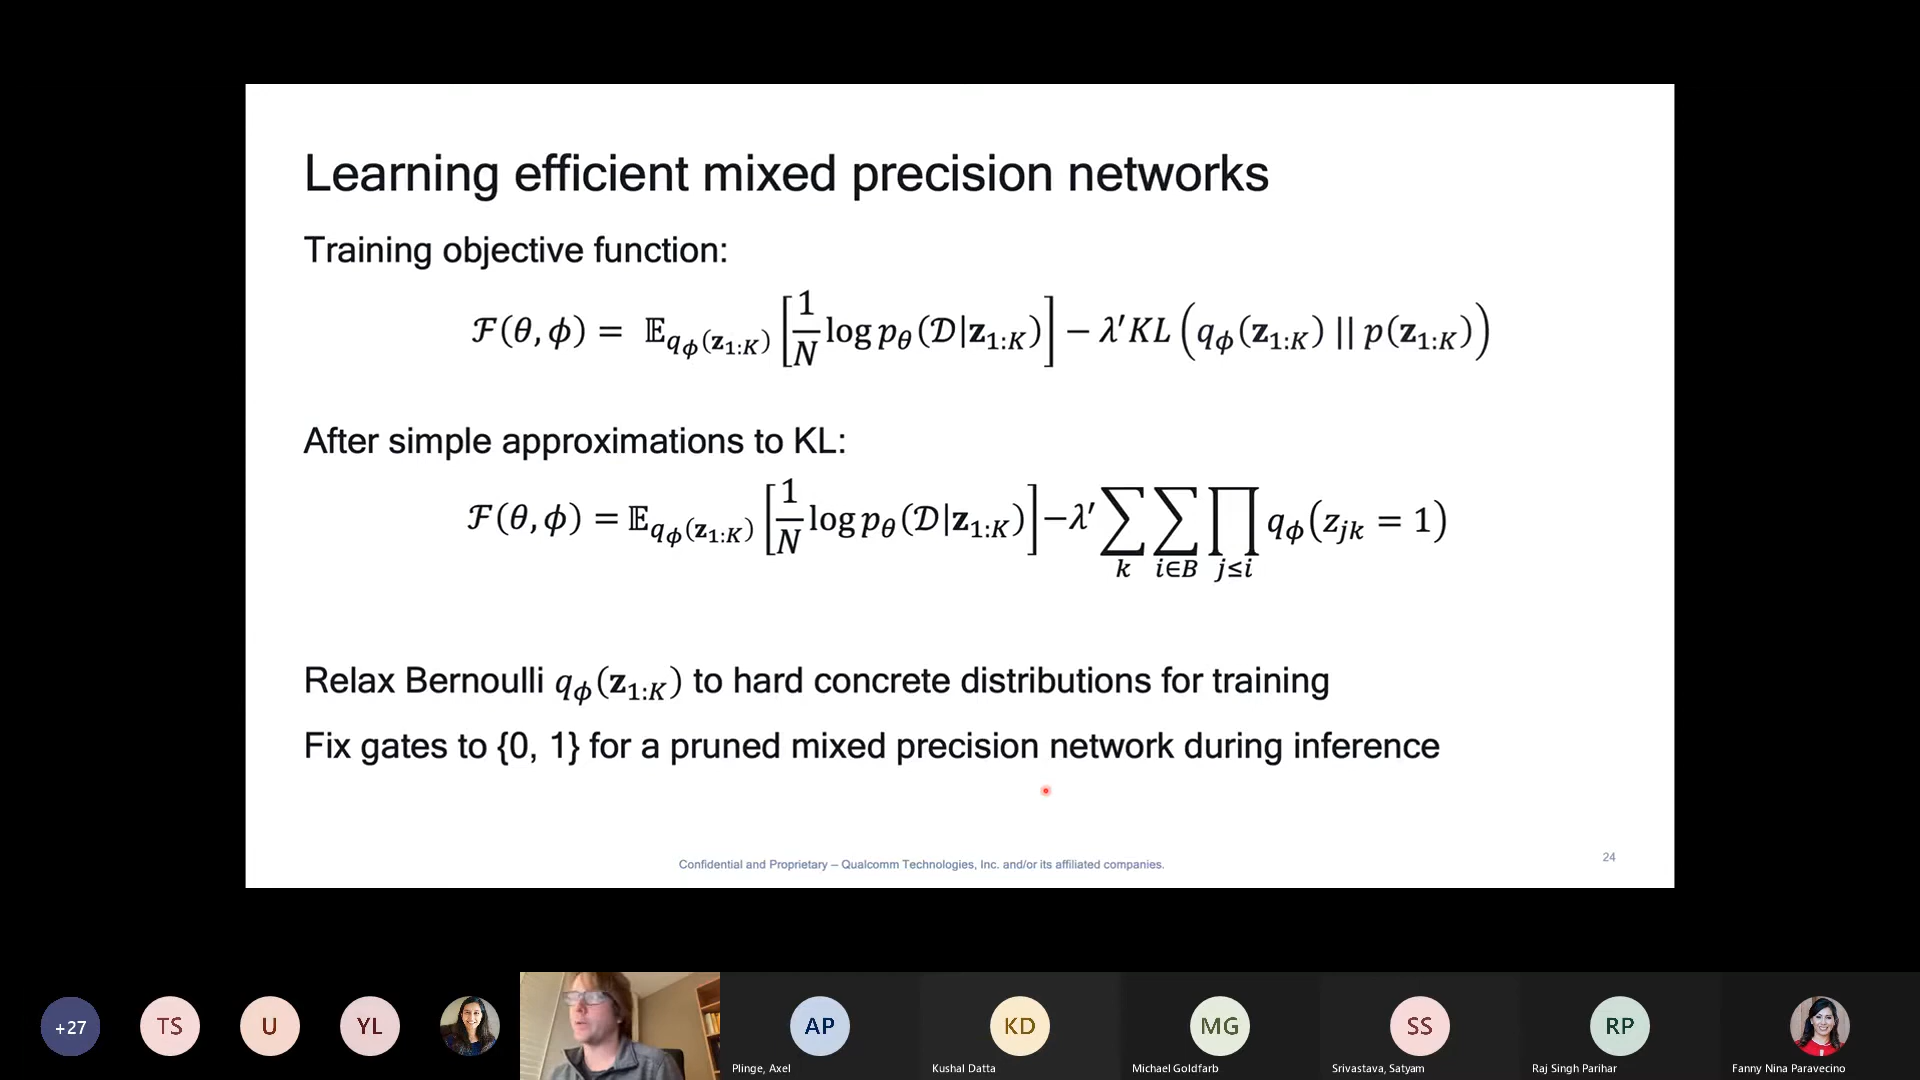 Learning efficient mixed precision networks
Training objective function:
ℱ(θ, ϕ) = 𝔼_{q_ϕ(𝐳_{1:K})} [1/N log p_θ(𝒟|𝐳_{1:K})] − λ′KL (q_ϕ(𝐳_{1:K}) || p(𝐳_{1:K}))
After simple approximations to KL:
ℱ(θ, ϕ) = 𝔼_{q_ϕ(𝐳_{1:K})} [1/N log p_θ(𝒟|𝐳_{1:K})] −λ′ ∑_k ∑_{i∈B} ∏_{j≤i} q_ϕ(z_{jk} = 1)
Relax Bernoulli q_ϕ(𝐳_{1:K}) to hard concrete distributions for training
Fix gates to {0, 1} for a pruned mixed precision network during inference
Confidential and Proprietary – Qualcomm Technologies, Inc. and/or its affiliated companies.
24
+27
TS
U
YL
AP
KD
MG
SS
RP
Plinge, Axel
Kushal Datta
Michael Goldfarb
Srivastava, Satyam
Raj Singh Parihar
Fanny Nina Paravecino